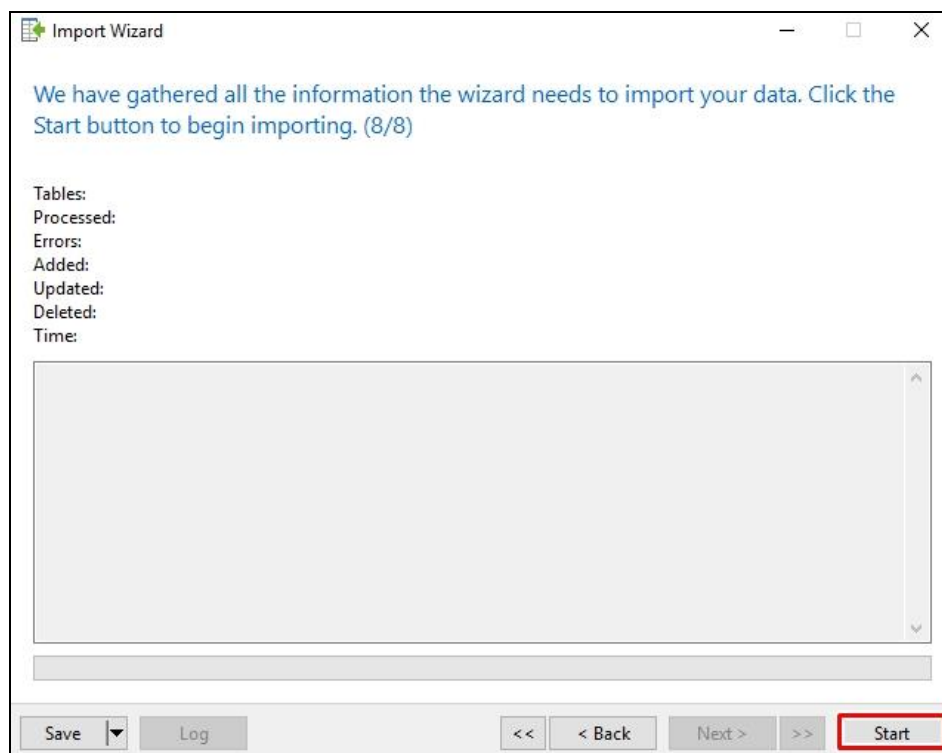 Import Wizard
We have gathered all the information the wizard needs to import your data. Click the
Start button to begin importing. (8/8)
Tables:
Processed:
Errors:
Added:
Updated:
Deleted:
Time:
Save Log << < Back Next > >> Start